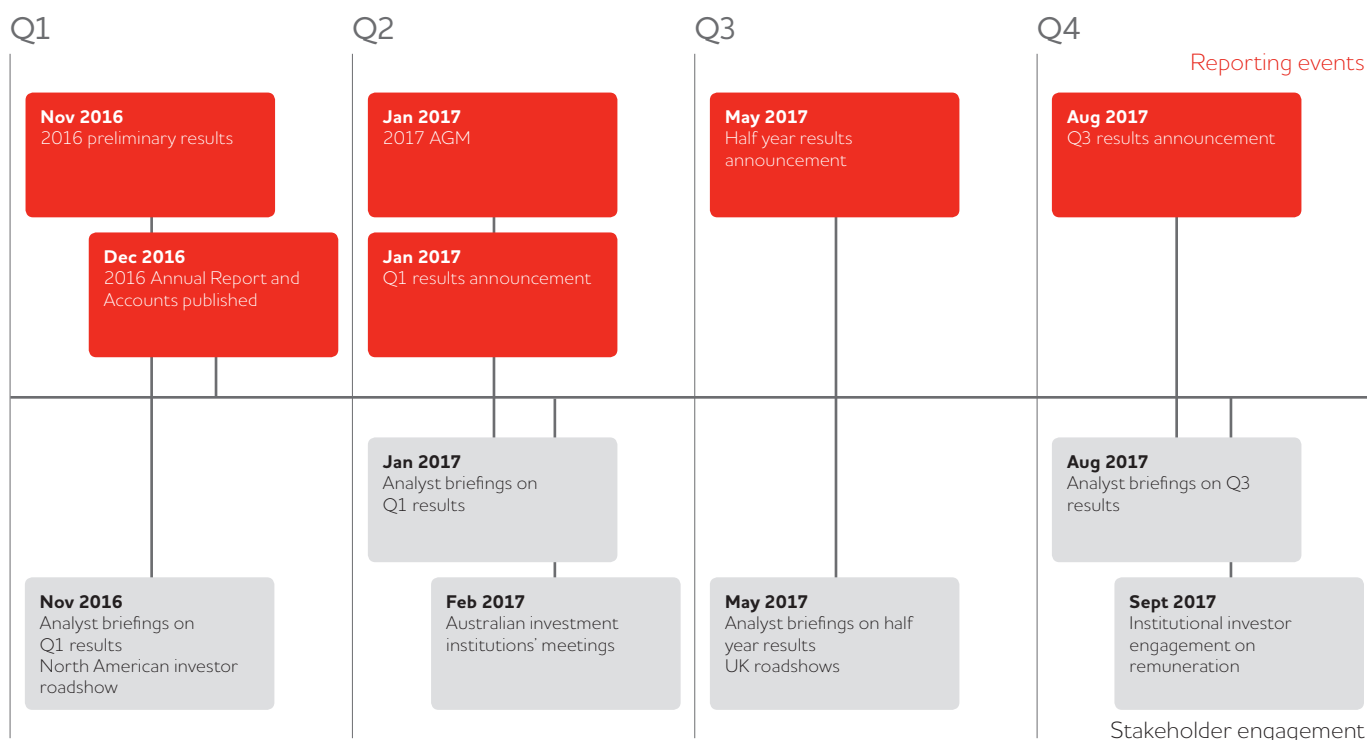 Q1
Q2
Q3
Q4
Reporting events
Nov 2016
2016 preliminary results
Jan 2017
2017 AGM
May 2017
Half year results
announcement
Aug 2017
Q3 results announcement
Dec 2016
2016 Annual Report and
Accounts published
Jan 2017
Q1 results announcement
Jan 2017
Analyst briefings on
Q1 results
Aug 2017
Analyst briefings on Q3
results
Nov 2016
Analyst briefings on
Q1 results
North American investor
roadshow
Feb 2017
Australian investment
institutions’ meetings
May 2017
Analyst briefings on half
year results
UK roadshows
Sept 2017
Institutional investor
engagement on
remuneration
Stakeholder engagement